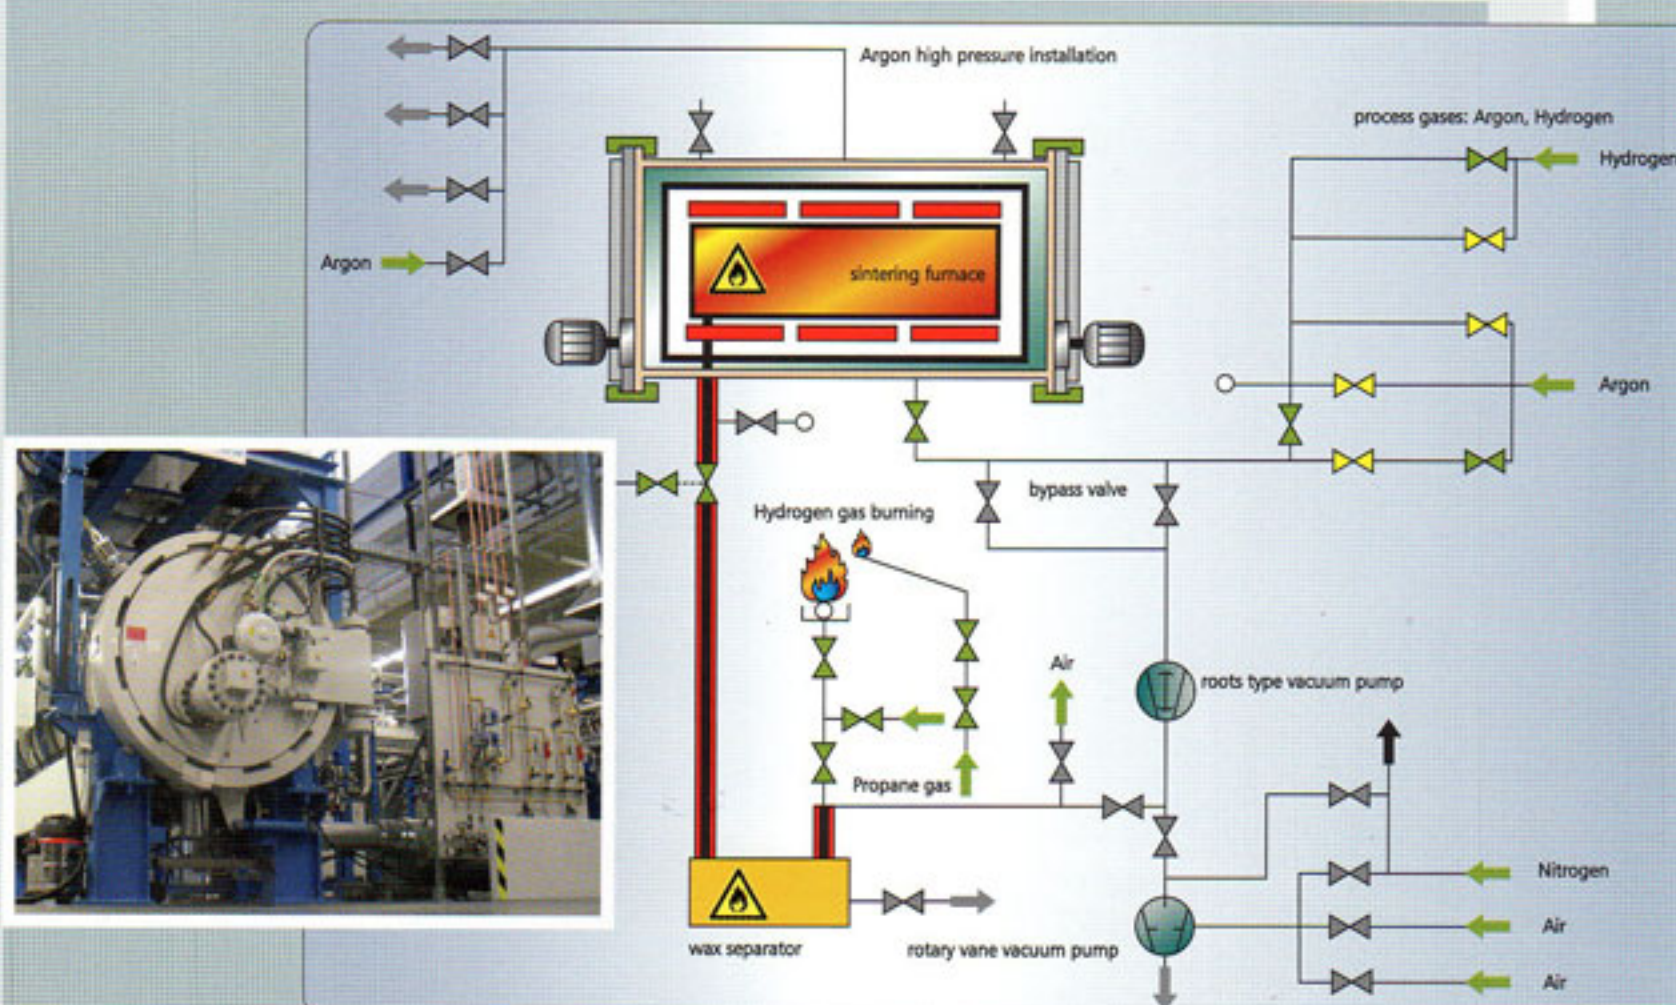 Argon high pressure installation
process gases: Argon, Hydrogen
Hydrogen
Argon
sintering furnace
Argon
bypass valve
Hydrogen gas burning
Air
roots type vacuum pump
Propane gas
Nitrogen
Air
wax separator
rotary vane vacuum pump
Air